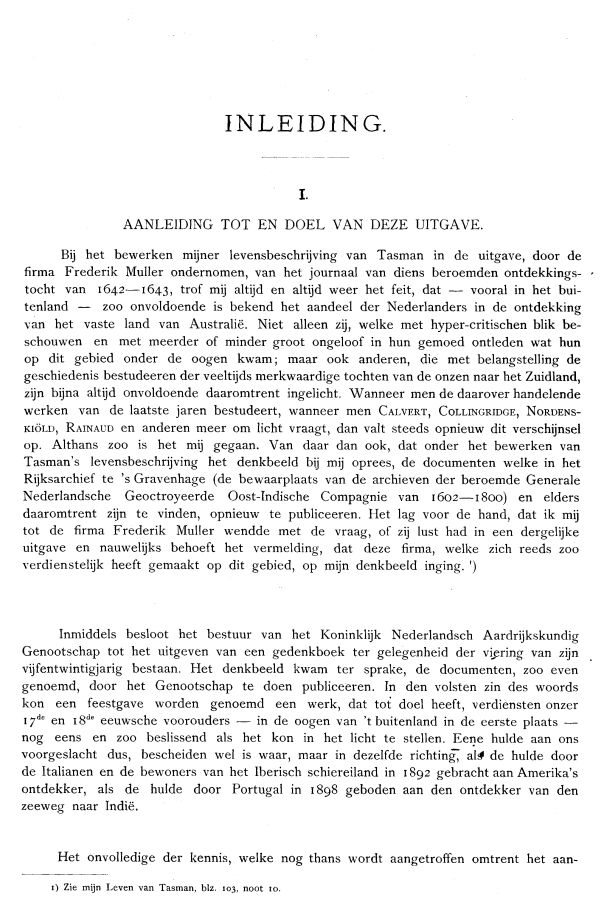 INLEIDING.
I.
AANLEIDING TOT EN DOEL VAN DEZE UITGAVE.
Bij het bewerken mijner levensbeschrijving van Tasman in de uitgave, door de
firma Frederik Muller ondernomen, van het journaal van diens beroemden ontdekkings-
tocht van 1642—1643, trof mij altijd en altijd weer het feit, dat — vooral in het bui-
tenland — zoo onvoldoende is bekend het aandeel der Nederlanders in de ontdekking
van het vaste land van Australië. Niet alleen zij, welke met hyper-critischen blik be-
schouwen en met meerder of minder groot ongeloof in hun gemoed ontleden wat hun
op dit gebied onder de oogen kwam; maar ook anderen, die met belangstelling de
geschiedenis bestudeeren der veeltijds merkwaardige tochten van de onzen naar het Zuidland,
zijn bijna altijd onvoldoende daaromtrent ingelicht. Wanneer men de daarover handelende
werken van de laatste jaren bestudeert, wanneer men CALVERT, COLLINGRIDGE, NORDENS-
KIÖLD, RAINAUD en anderen meer om licht vraagt, dan valt steeds opnieuw dit verschijnsel
op. Althans zoo is het mij gegaan. Van daar dan ook, dat onder het bewerken van
Tasman's levensbeschrijving het denkbeeld bij mij oprees, de documenten welke in het
Rijksarchief te 's Gravenhage (de bewaarplaats van de archieven der beroemde Generale
Nederlandsche Geoctroyeerde Oost-Indische Compagnie van 1602—1800) en elders
daaromtrent zijn te vinden, opnieuw te publiceeren. Het lag voor de hand, dat ik mij
tot de firma Frederik Muller wendde met de vraag, of zij lust had in een dergelijke
uitgave en nauwelijks behoeft het vermelding, dat deze firma, welke zich reeds zoo
verdienstelijk heeft gemaakt op dit gebied, op mijn denkbeeld inging. ¹)
Inmiddels besloot het bestuur van het Koninklijk Nederlandsch Aardrijkskundig
Genootschap tot het uitgeven van een gedenkboek ter gelegenheid der viering van zijn
vijfentwintigjarig bestaan. Het denkbeeld kwam ter sprake, de documenten, zoo even
genoemd, door het Genootschap te doen publiceeren. In den volsten zin des woords
kon een feestgave worden genoemd een werk, dat tot doel heeft, verdiensten onzer
17de en 18de eeuwsche voorouders — in de oogen van 't buitenland in de eerste plaats —
nog eens en zoo beslissend als het kon in het licht te stellen. Eene hulde aan ons
voorgeslacht dus, bescheiden wel is waar, maar in dezelfde richting, als de hulde door
de Italianen en de bewoners van het Iberisch schiereiland in 1892 gebracht aan Amerika's
ontdekker, als de hulde door Portugal in 1898 geboden aan den ontdekker van den
zeeweg naar Indië.
Het onvolledige der kennis, welke nog thans wordt aangetroffen omtrent het aan-
1) Zie mijn Leven van Tasman, blz. 103, noot 10.